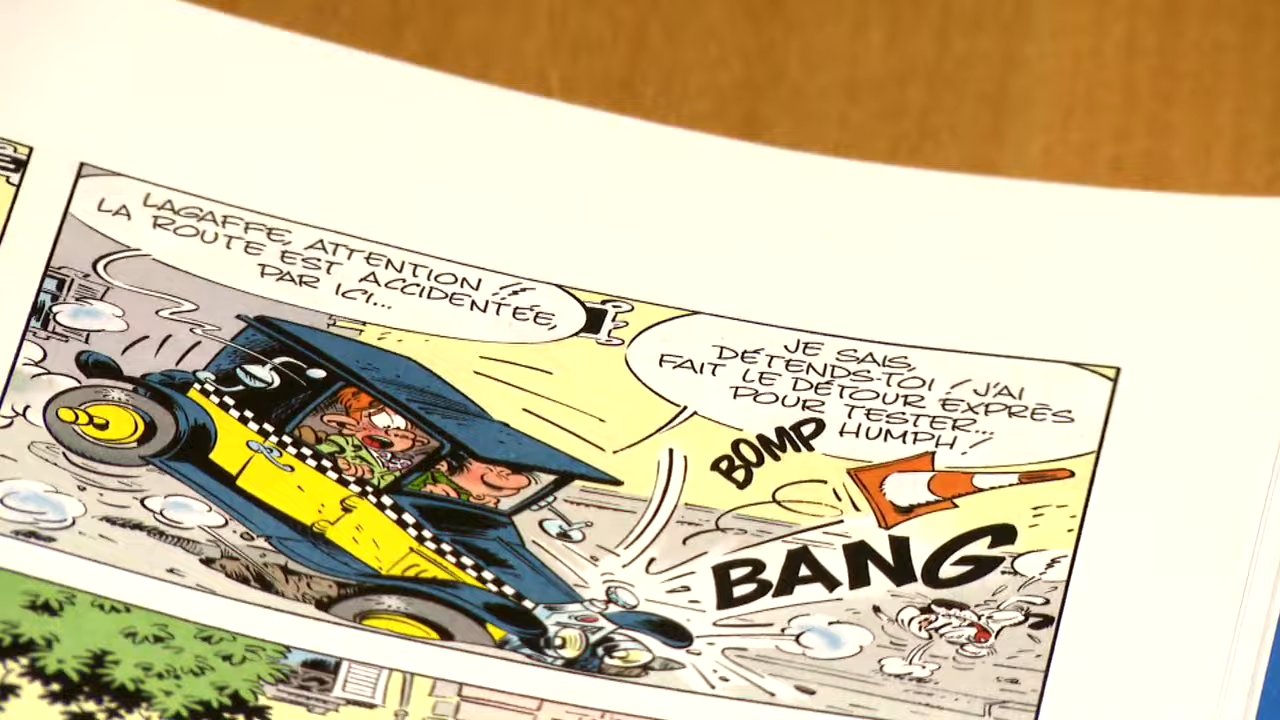 LAGAFFE, ATTENTION !!
LA ROUTE EST ACCIDENTÉE,
PAR ICI...
JE SAIS,
DÉTENDS-TOI ! J'AI
FAIT LE DÉTOUR EXPRÈS
POUR TESTER...
HUMPH !!
BOMP
BANG